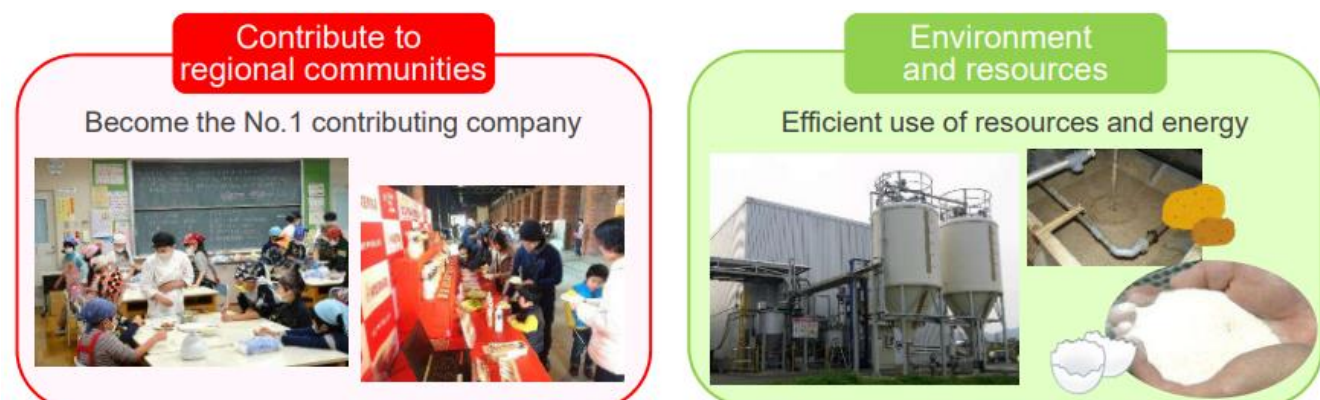 Contribute to
regional communities
Become the No.1 contributing company
Environment
and resources
Efficient use of resources and energy